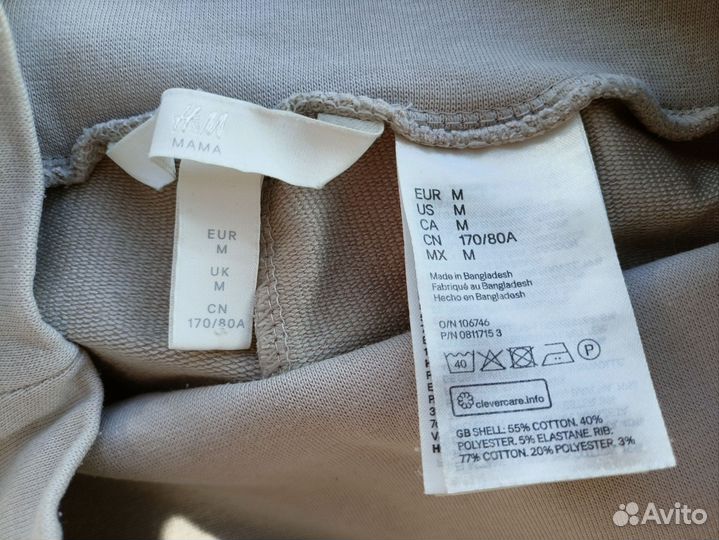 H&M
MAMA
EUR
M
UK
M
CN
170/80A
EUR M
US M
CA M
CN 170/80A
MX M
Made in Bangladesh
Fabriqué au Bangladesh
Hecho en Bangladesh
O/N 106746
P/N 0811715 3
40 P
clevercare.info
GB SHELL: 55% COTTON. 40%
POLYESTER. 5% ELASTANE. RIB:
77% COTTON. 20% POLYESTER. 3%
Avito